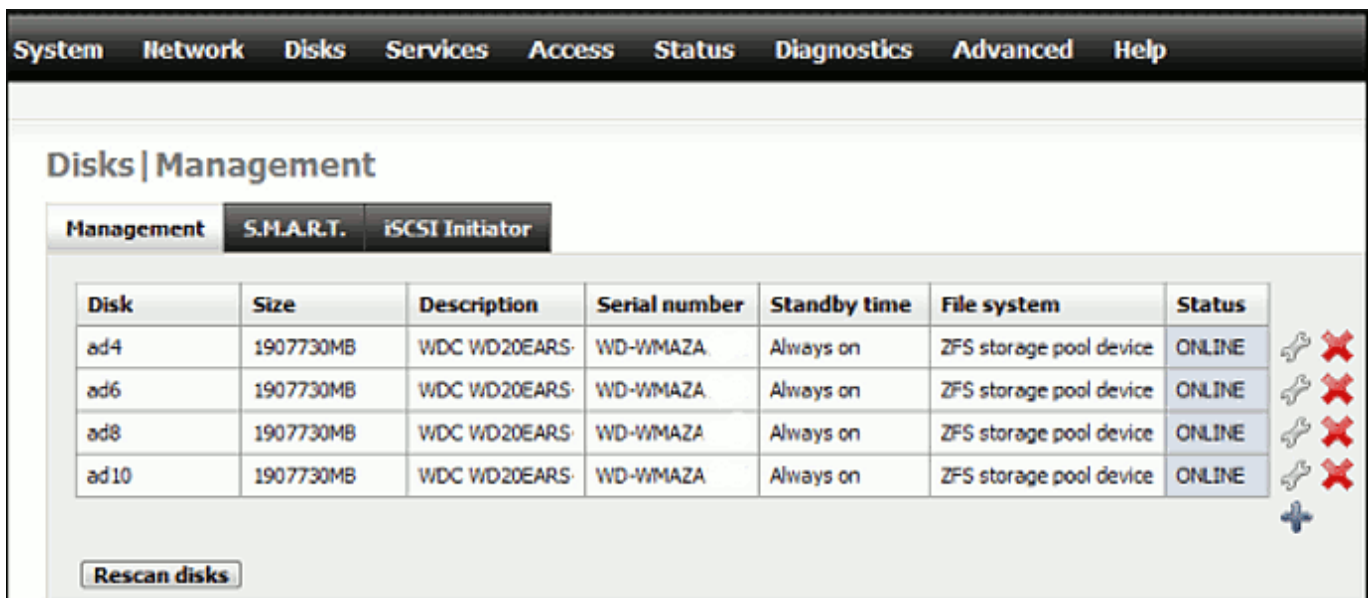 System Network Disks Services Access Status Diagnostics Advanced Help
Disks|Management
Management S.M.A.R.T. iSCSI Initiator
Disk Size Description Serial number Standby time File system Status
ad4 1907730MB WDC WD20EARS- WD-WMAZA Always on ZFS storage pool device ONLINE
ad6 1907730MB WDC WD20EARS- WD-WMAZA Always on ZFS storage pool device ONLINE
ad8 1907730MB WDC WD20EARS- WD-WMAZA Always on ZFS storage pool device ONLINE
ad10 1907730MB WDC WD20EARS- WD-WMAZA Always on ZFS storage pool device ONLINE
Rescan disks